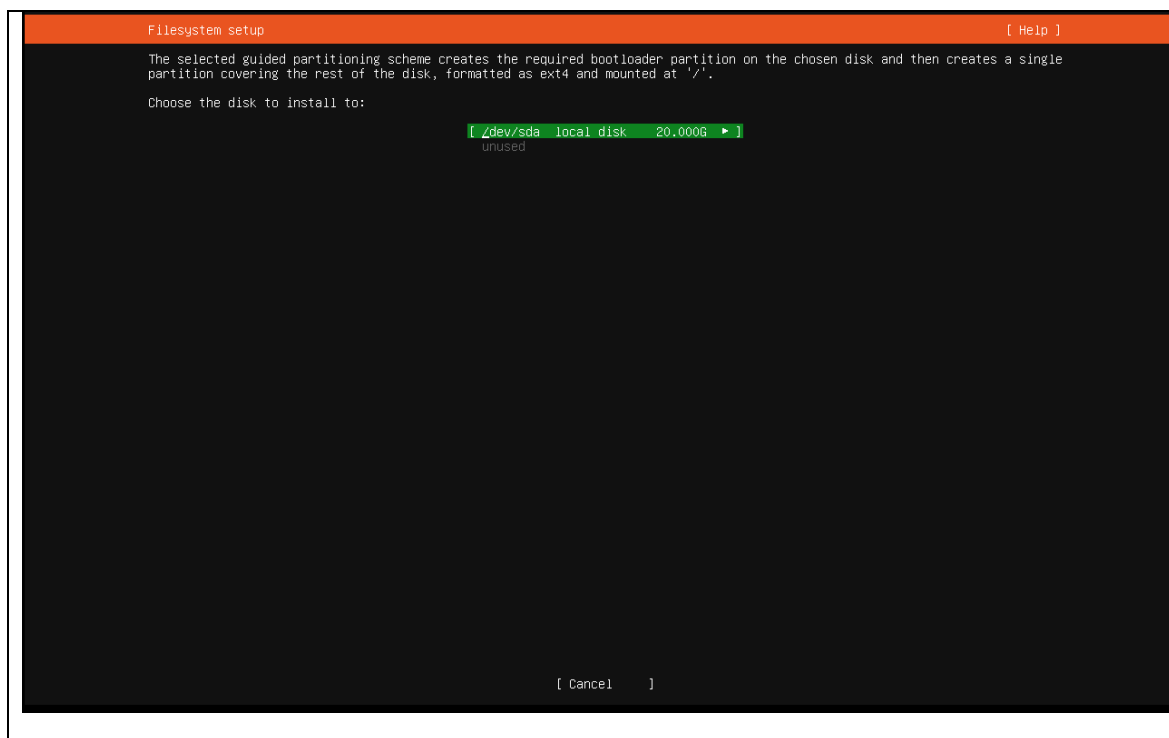 Filesystem setup [ Help ]
The selected guided partitioning scheme creates the required bootloader partition on the chosen disk and then creates a single
partition covering the rest of the disk, formatted as ext4 and mounted at '/'.
Choose the disk to install to:
[ /dev/sda local disk 20.000G ▸ ]
unused
[ Cancel ]